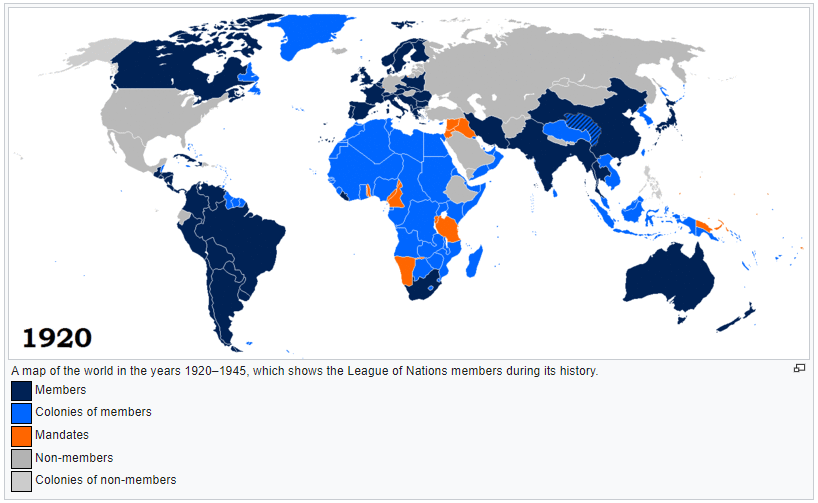 1920
A map of the world in the years 1920–1945, which shows the League of Nations members during its history.
Members
Colonies of members
Mandates
Non-members
Colonies of non-members